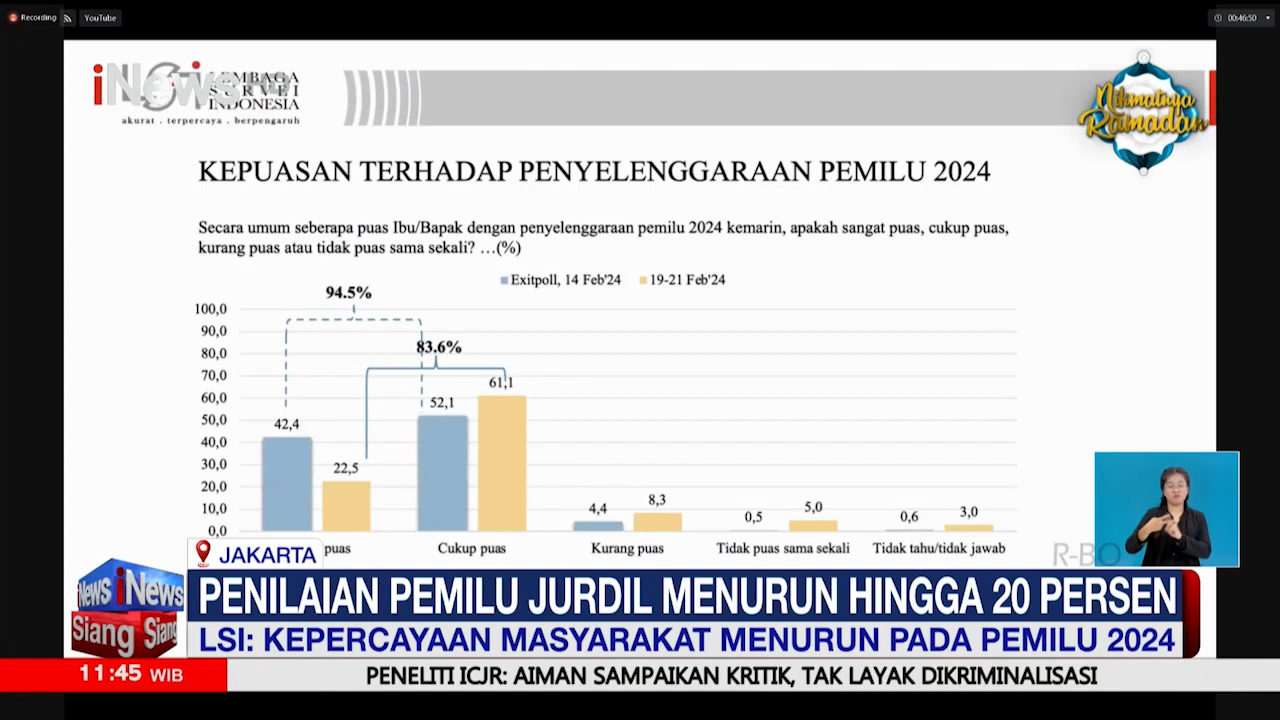 Recording
YouTube
00:46:50
iNews
LEMBAGA
SURVEI
INDONESIA
akurat . terpercaya . berpengaruh
Nikmatnya
Ramadan
KEPUASAN TERHADAP PENYELENGGARAAN PEMILU 2024
Secara umum seberapa puas Ibu/Bapak dengan penyelenggaraan pemilu 2024 kemarin, apakah sangat puas, cukup puas,
kurang puas atau tidak puas sama sekali? …(%)
Exitpoll, 14 Feb'24 19-21 Feb'24
94.5%
100,0
90,0
83.6%
80,0
70,0
61,1
60,0
52,1
50,0
42,4
40,0
30,0
22,5
20,0
10,0
0,0
4,4
8,3
0,5
5,0
0,6
3,0
puas Cukup puas Kurang puas Tidak puas sama sekali Tidak tahu/tidak jawab
R-BO
JAKARTA
News iNews
Siang Siang
PENILAIAN PEMILU JURDIL MENURUN HINGGA 20 PERSEN
LSI: KEPERCAYAAN MASYARAKAT MENURUN PADA PEMILU 2024
11:45 WIB
PENELITI ICJR: AIMAN SAMPAIKAN KRITIK, TAK LAYAK DIKRIMINALISASI